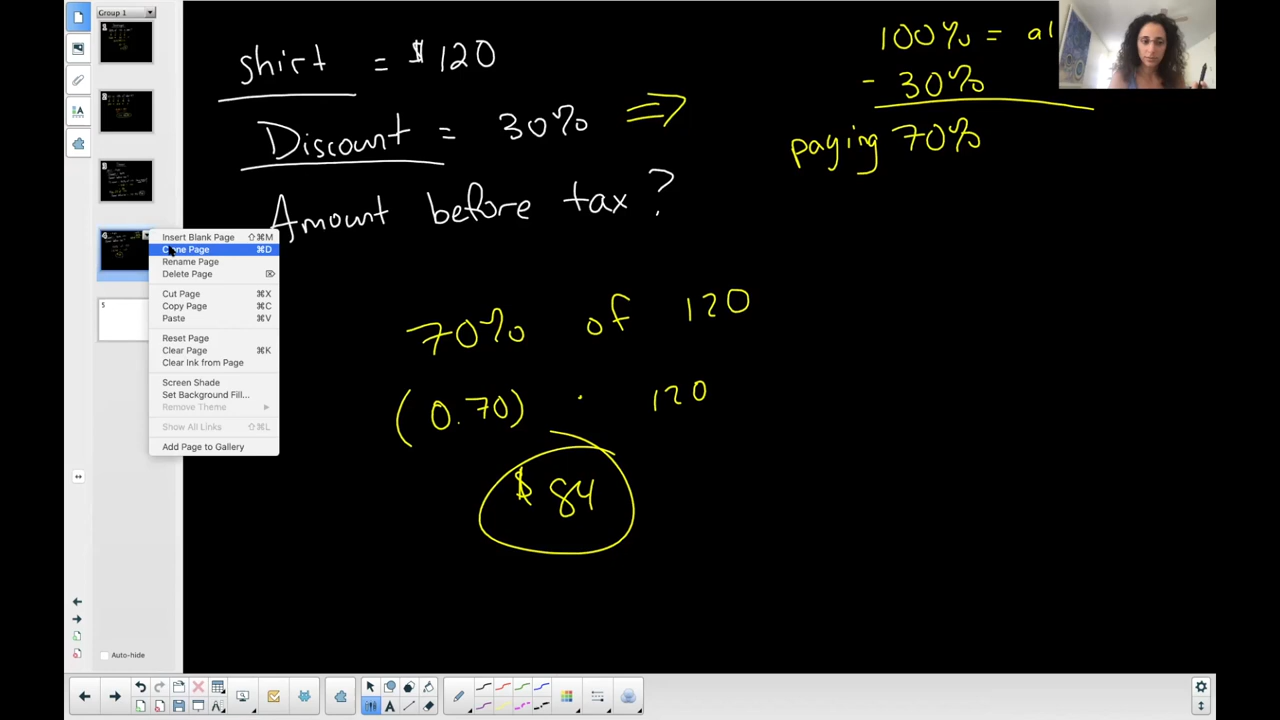 Group 1
shirt = $120
100% = al
- 30%
Discount = 30% ⇒
paying 70%
Amount before tax ?
Insert Blank Page ⇧⌘M
Clone Page ⌘D
Rename Page
Delete Page ⌦
Cut Page ⌘X
Copy Page ⌘C
Paste ⌘V
Reset Page
Clear Page ⌘K
Clear Ink from Page
Screen Shade
Set Background Fill...
Remove Theme
Show All Links ⇧⌘L
Add Page to Gallery
5
70% of 120
(0.70) · 120
$84
Auto-hide